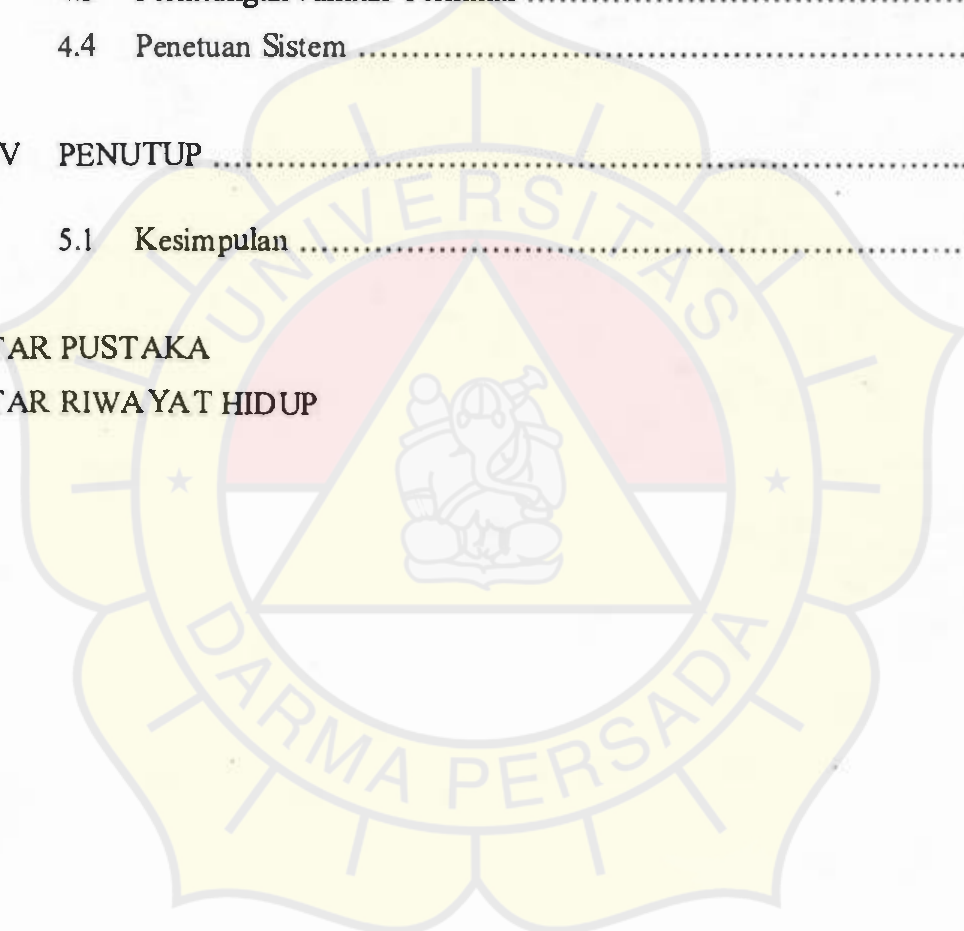 4.4 Penetuan Sistem ........................................
V PENUTUP ........................................
5.1 Kesimpulan ........................................
TAR PUSTAKA
TAR RIWAYAT HIDUP
UNIVERSITAS
DARMA PERSADA